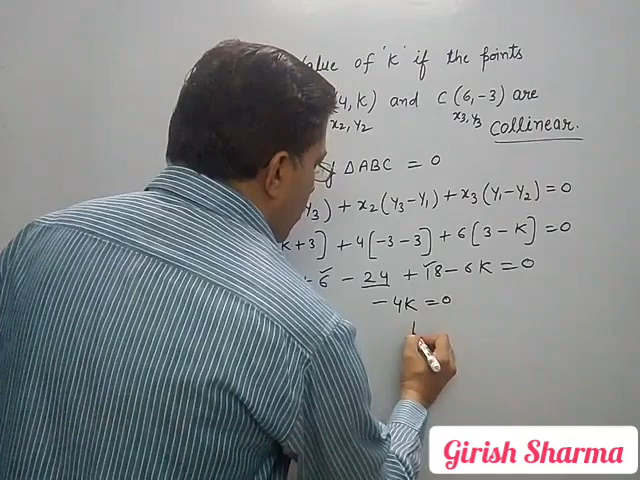 value of 'K' if the points
4, K) and C (6, -3) are
x2, y2 x3, y3 Collinear.
ΔABC = 0
y3) + x2 (y3 - y1) + x3 (y1 - y2) = 0
K + 3] + 4 [-3 - 3] + 6 [3 - K] = 0
6 - 24 + 18 - 6K = 0
- 4K = 0
Girish Sharma